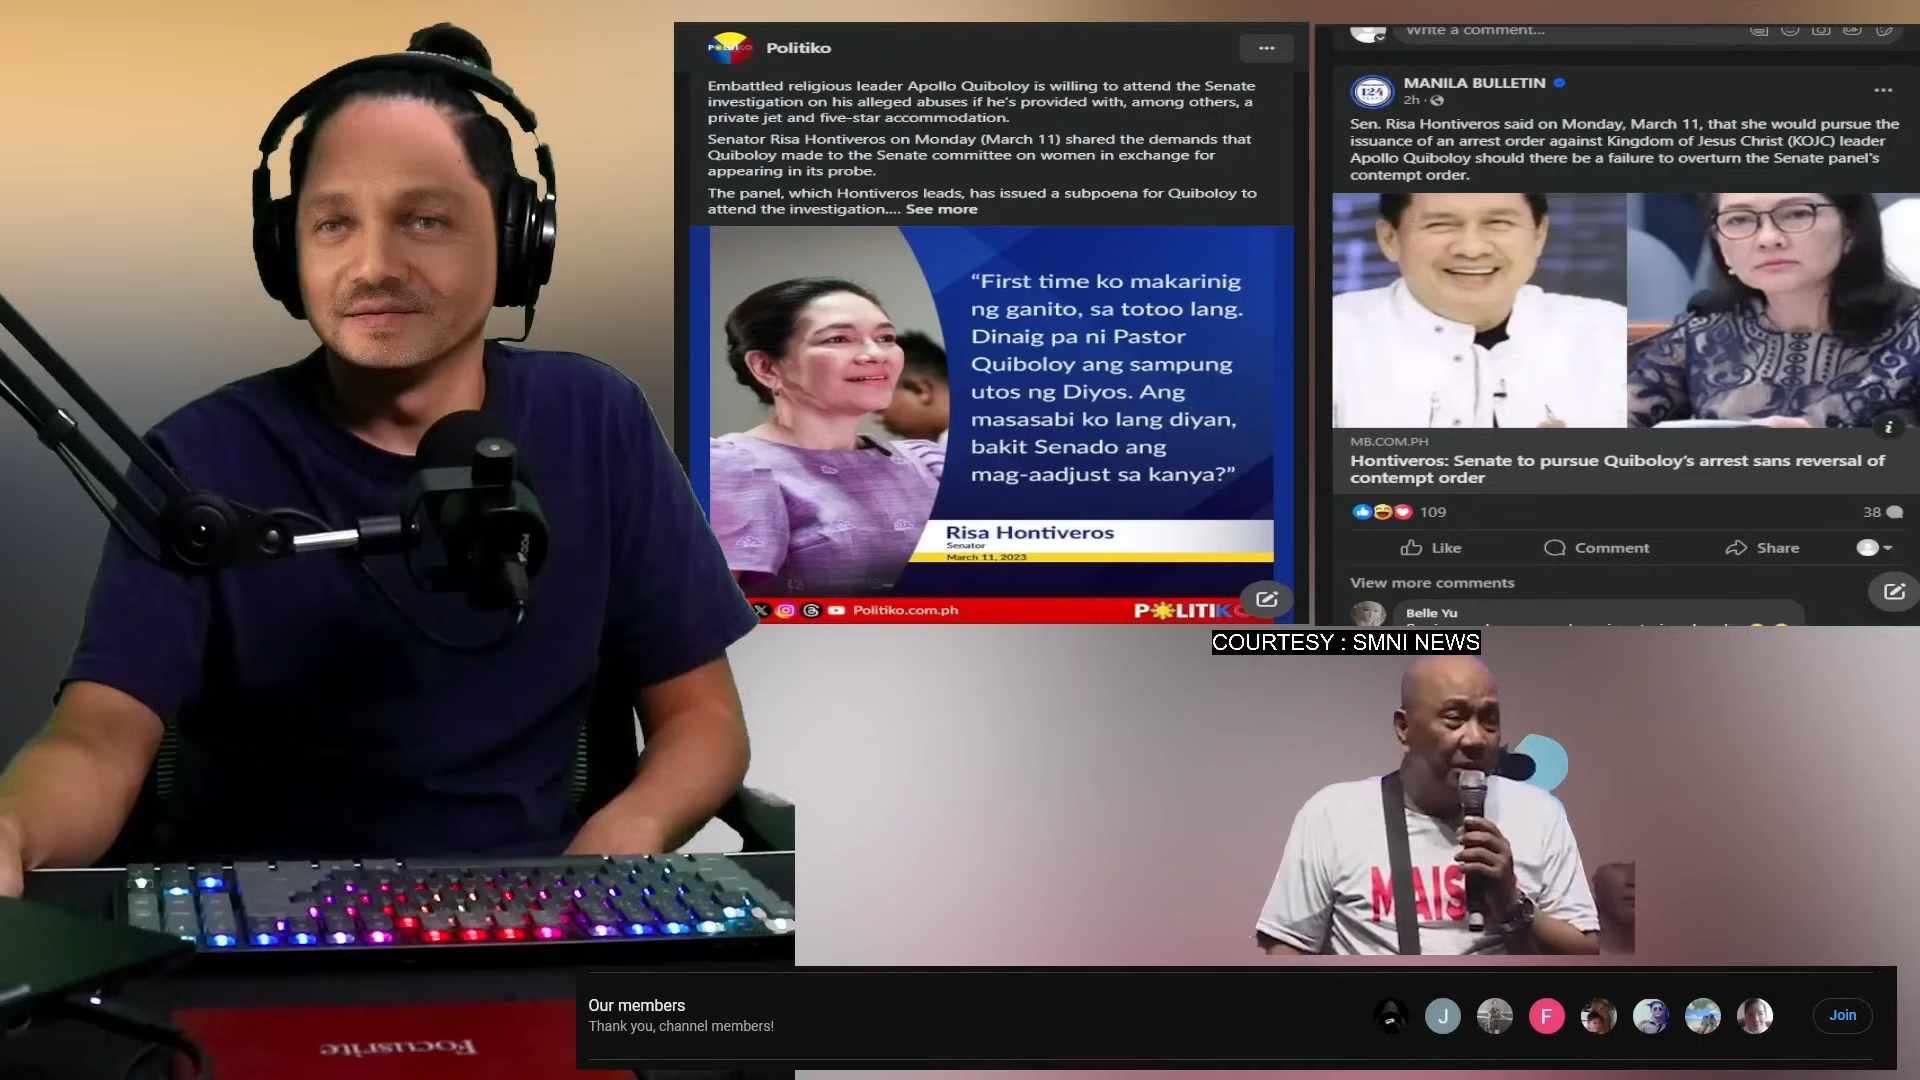 POLITIKO
Politiko
Embattled religious leader Apollo Quiboloy is willing to attend the Senate
investigation on his alleged abuses if he's provided with, among others, a
private jet and five-star accommodation.
Senator Risa Hontiveros on Monday (March 11) shared the demands that
Quiboloy made to the Senate committee on women in exchange for
appearing in its probe.
The panel, which Hontiveros leads, has issued a subpoena for Quiboloy to
attend the investigation.... See more
“First time ko makarinig
ng ganito, sa totoo lang.
Dinaig pa ni Pastor
Quiboloy ang sampung
utos ng Diyos. Ang
masasabi ko lang diyan,
bakit Senado ang
mag-aadjust sa kanya?”
Risa Hontiveros
Senator
March 11, 2023
Politiko.com.ph
POLITIKO
Write a comment...
124
MANILA BULLETIN
2h
Sen. Risa Hontiveros said on Monday, March 11, that she would pursue the
issuance of an arrest order against Kingdom of Jesus Christ (KOJC) leader
Apollo Quiboloy should there be a failure to overturn the Senate panel's
contempt order.
MB.COM.PH
Hontiveros: Senate to pursue Quiboloy's arrest sans reversal of
contempt order
109
38
Like
Comment
Share
View more comments
Belle Yu
COURTESY : SMNI NEWS
MAIS
Focusrite
Our members
Thank you, channel members!
J
F
Join